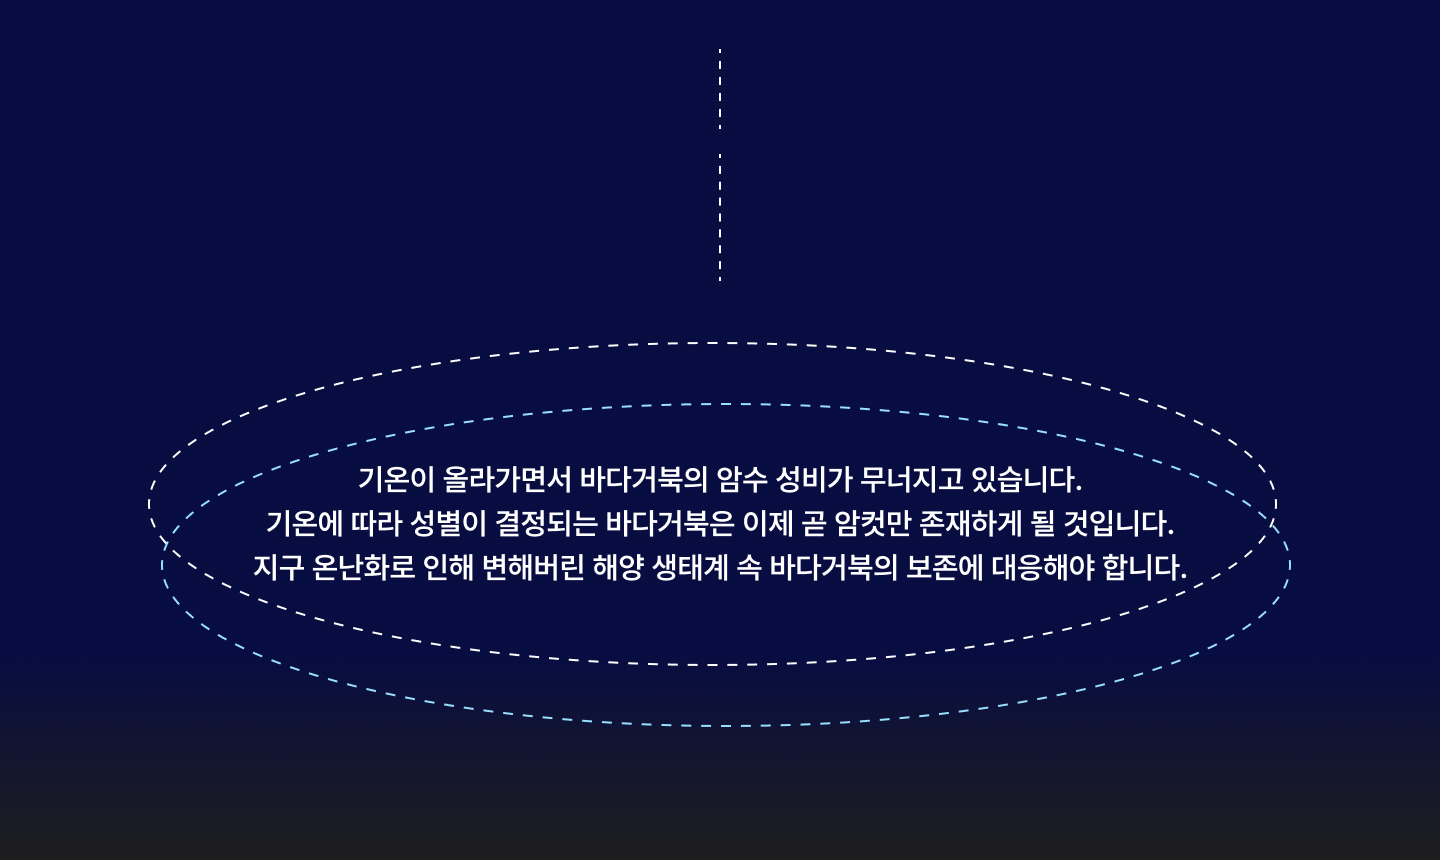 기온이 올라가면서 바다거북의 암수 성비가 무너지고 있습니다.
기온에 따라 성별이 결정되는 바다거북은 이제 곧 암컷만 존재하게 될 것입니다.
지구 온난화로 인해 변해버린 해양 생태계 속 바다거북의 보존에 대응해야 합니다.